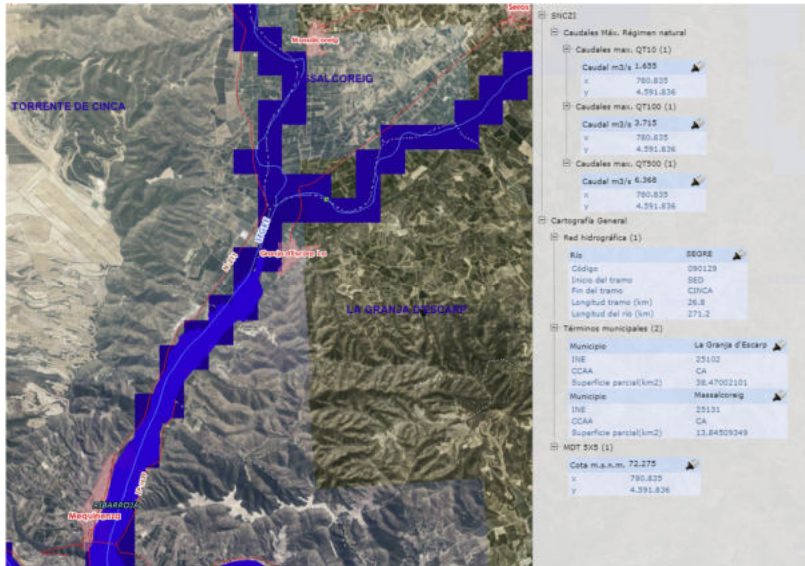 Seròs
Massalcoreig
SSALCOREIG
TORRENTE DE CINCA
SEGRE
N-211
Granja d'Escarp La
LA GRANJA D'ESCARP
RIBARROJA
Mequinenza
SNCZI
Caudales Máx. Régimen natural
Caudales max. QT10 (1)
Caudal m3/s 1.655
x 780.835
y 4.591.836
Caudales max. QT100 (1)
Caudal m3/s 3.715
x 780.835
y 4.591.836
Caudales max. QT500 (1)
Caudal m3/s 6.368
x 780.835
y 4.591.836
Cartografía General
Red hidrográfica (1)
Río SEGRE
Código 090129
Inicio del tramo SED
Fin del tramo CINCA
Longitud tramo (km) 26.8
Longitud del río (km) 271.2
Términos municipales (2)
Municipio La Granja d'Escarp
INE 25102
CCAA CA
Superficie parcial(km2) 38.47002101
Municipio Massalcoreig
INE 25131
CCAA CA
Superficie parcial(km2) 13.84509349
MDT 5X5 (1)
Cota m.s.n.m. 72.275
x 780.835
y 4.591.836